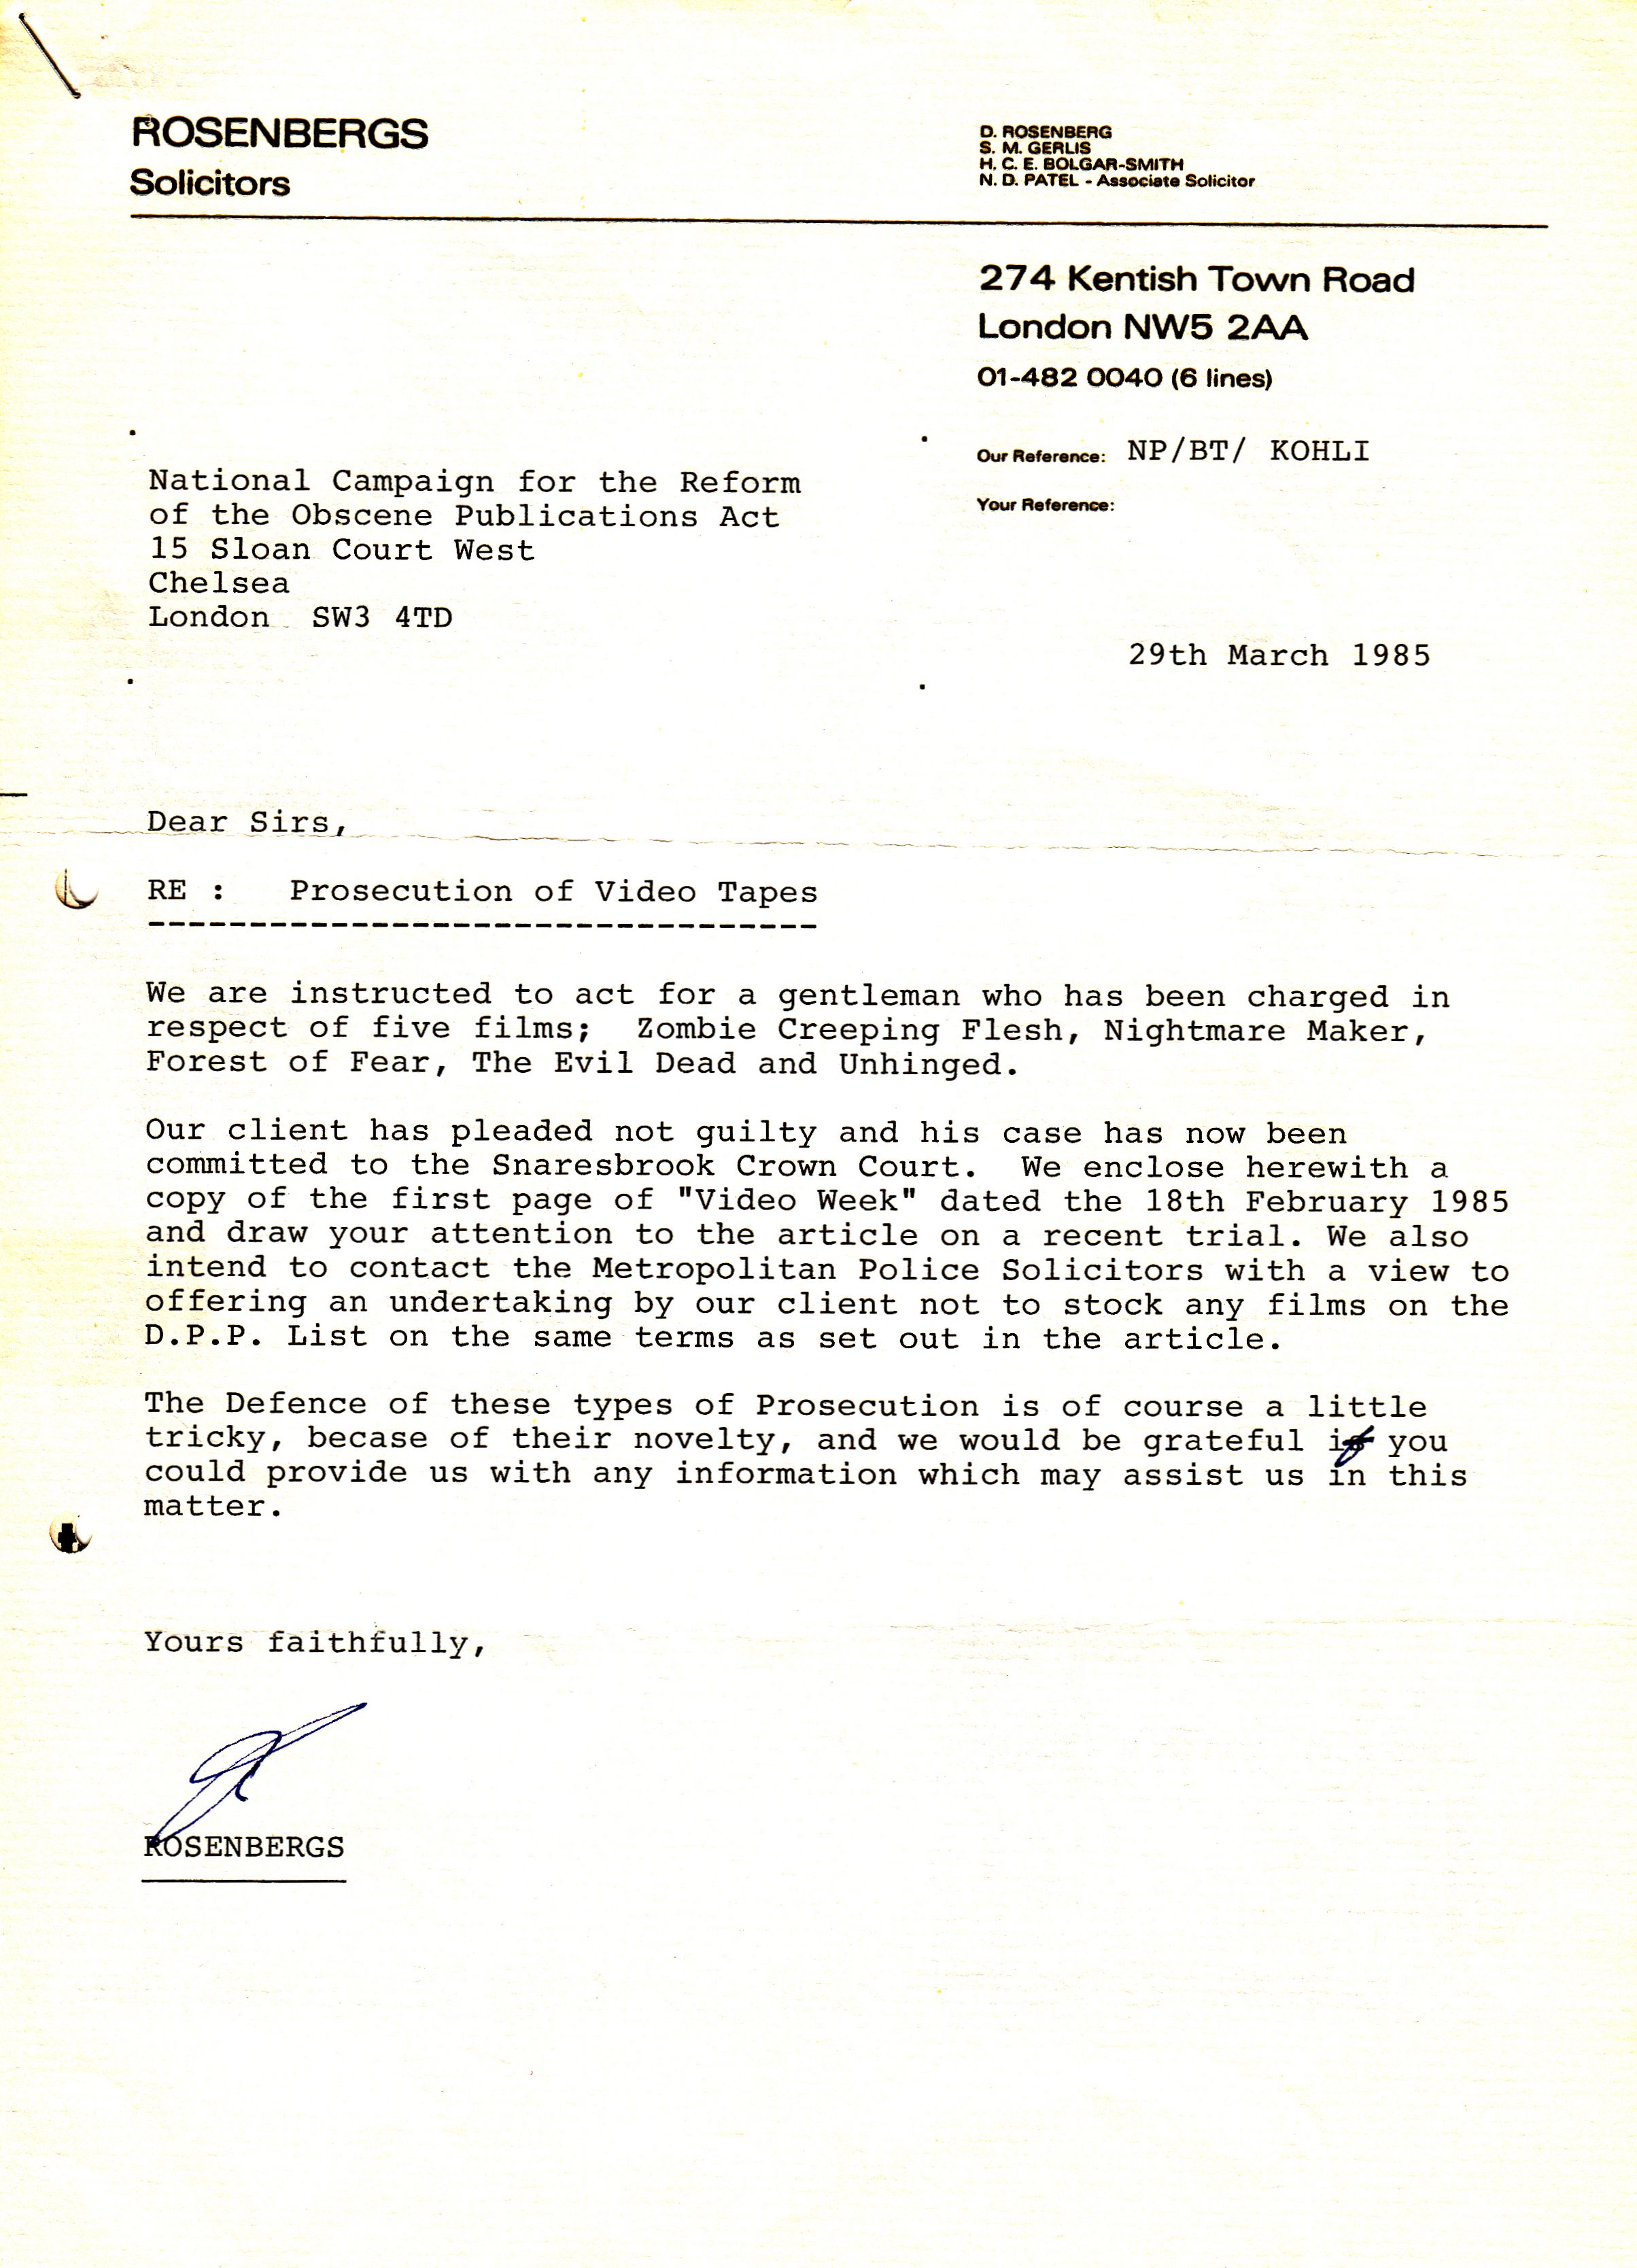 ROSENBERGS
Solicitors
D. ROSENBERG
S. M. GERLIS
H. C. E. BOLGAR-SMITH
N. D. PATEL - Associate Solicitor
274 Kentish Town Road
London NW5 2AA
01-482 0040 (6 lines)
Our Reference: NP/BT/ KOHLI
Your Reference:
National Campaign for the Reform
of the Obscene Publications Act
15 Sloan Court West
Chelsea
London SW3 4TD
29th March 1985
Dear Sirs,
RE : Prosecution of Video Tapes
We are instructed to act for a gentleman who has been charged in
respect of five films; Zombie Creeping Flesh, Nightmare Maker,
Forest of Fear, The Evil Dead and Unhinged.
Our client has pleaded not guilty and his case has now been
committed to the Snaresbrook Crown Court. We enclose herewith a
copy of the first page of "Video Week" dated the 18th February 1985
and draw your attention to the article on a recent trial. We also
intend to contact the Metropolitan Police Solicitors with a view to
offering an undertaking by our client not to stock any films on the
D.P.P. List on the same terms as set out in the article.
The Defence of these types of Prosecution is of course a little
tricky, becase of their novelty, and we would be grateful if you
could provide us with any information which may assist us in this
matter.
Yours faithfully,
ROSENBERGS